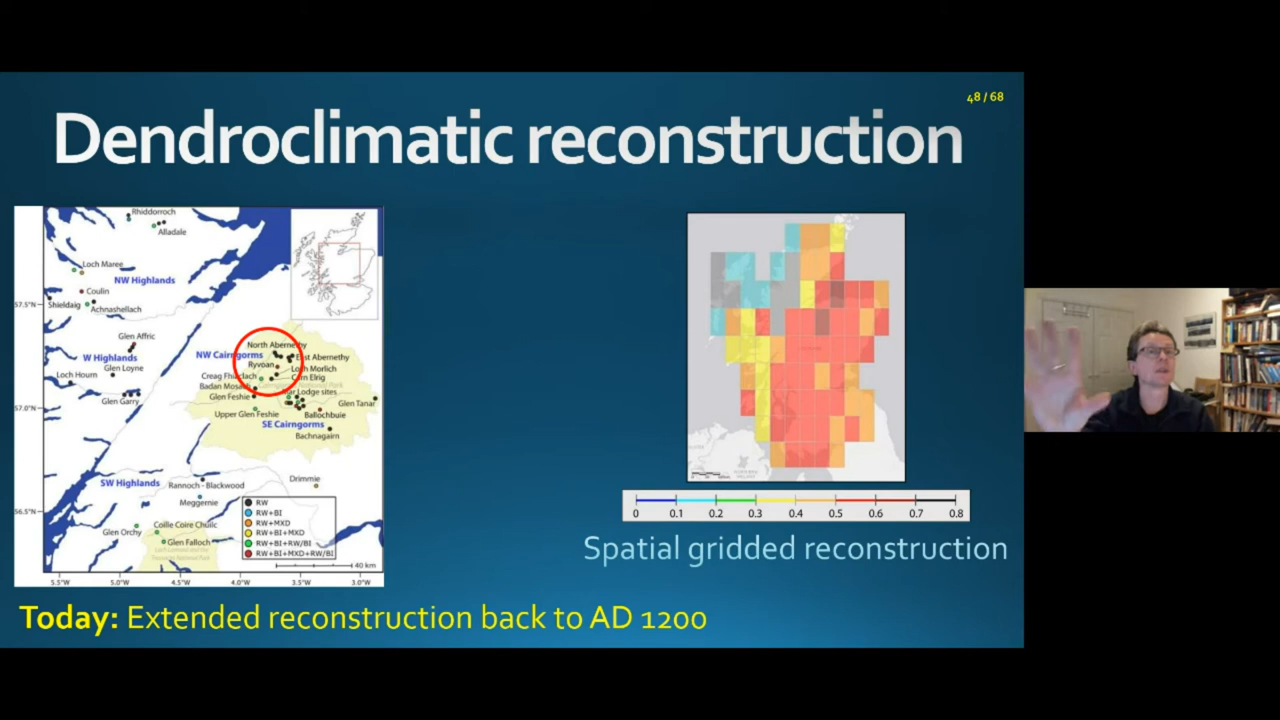 48 / 68
Dendroclimatic reconstruction
Rhiddorroch
Alladale
Loch Maree
NW Highlands
Coulin
57.5°N
Shieldaig
Achnashellach
Glen Affric
North Abernethy
NW Cairngorms
East Abernethy
W Highlands
Ryvoan
Glen Loyne
Loch Morlich
Loch Hourn
Creag Fhiaclach
Carn Elrig
Badan Mosach
Mar Lodge sites
Glen Feshie
Glen Garry
Glen Tanar
57.0°N
Upper Glen Feshie
Ballochbuie
SE Cairngorms
Bachnagairn
SW Highlands
Rannoch - Blackwood
Drimmie
Meggernie
RW
RW+BI
56.5°N
RW+MXD
Coille Coire Chuilc
RW+BI+MXD
Glen Orchy
Glen Falloch
RW+BI+RW/BI
RW+BI+MXD+RW/BI
40 km
5.5°W 5.0°W 4.5°W 4.0°W 3.5°W 3.0°W
0 0.1 0.2 0.3 0.4 0.5 0.6 0.7 0.8
Spatial gridded reconstruction
Today: Extended reconstruction back to AD 1200